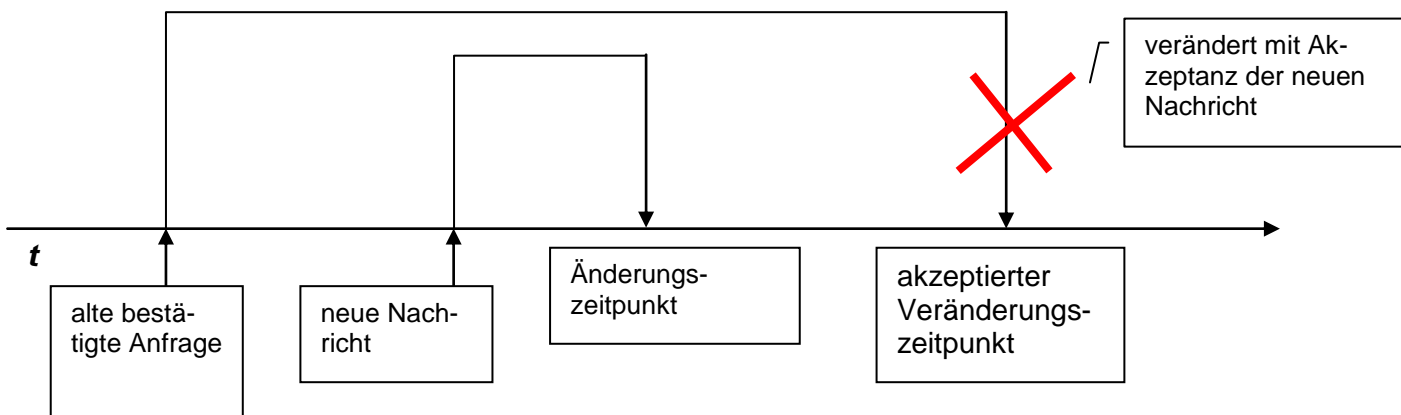 verändert mit Ak-
zeptanz der neuen
Nachricht
t
alte bestä-
tigte Anfrage
neue Nach-
richt
Änderungs-
zeitpunkt
akzeptierter
Veränderungs-
zeitpunkt